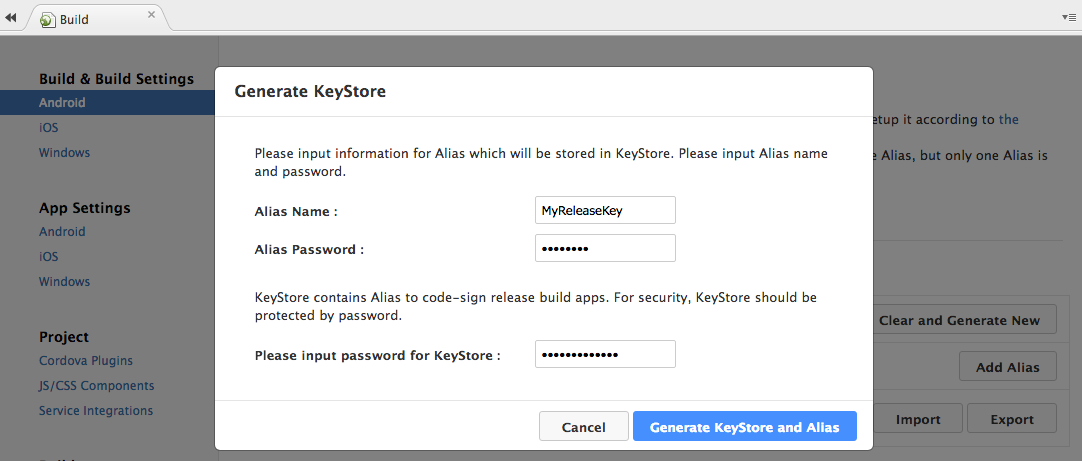 Build
Build & Build Settings
Android
iOS
Windows
App Settings
Android
iOS
Windows
Project
Cordova Plugins
JS/CSS Components
Service Integrations
Generate KeyStore
Please input information for Alias which will be stored in KeyStore. Please input Alias name
and password.
Alias Name :
MyReleaseKey
Alias Password :
••••••••
KeyStore contains Alias to code-sign release build apps. For security, KeyStore should be
protected by password.
Please input password for KeyStore :
•••••••••••••
Cancel
Generate KeyStore and Alias
setup it according to the
Alias, but only one Alias is
Clear and Generate New
Add Alias
Import
Export